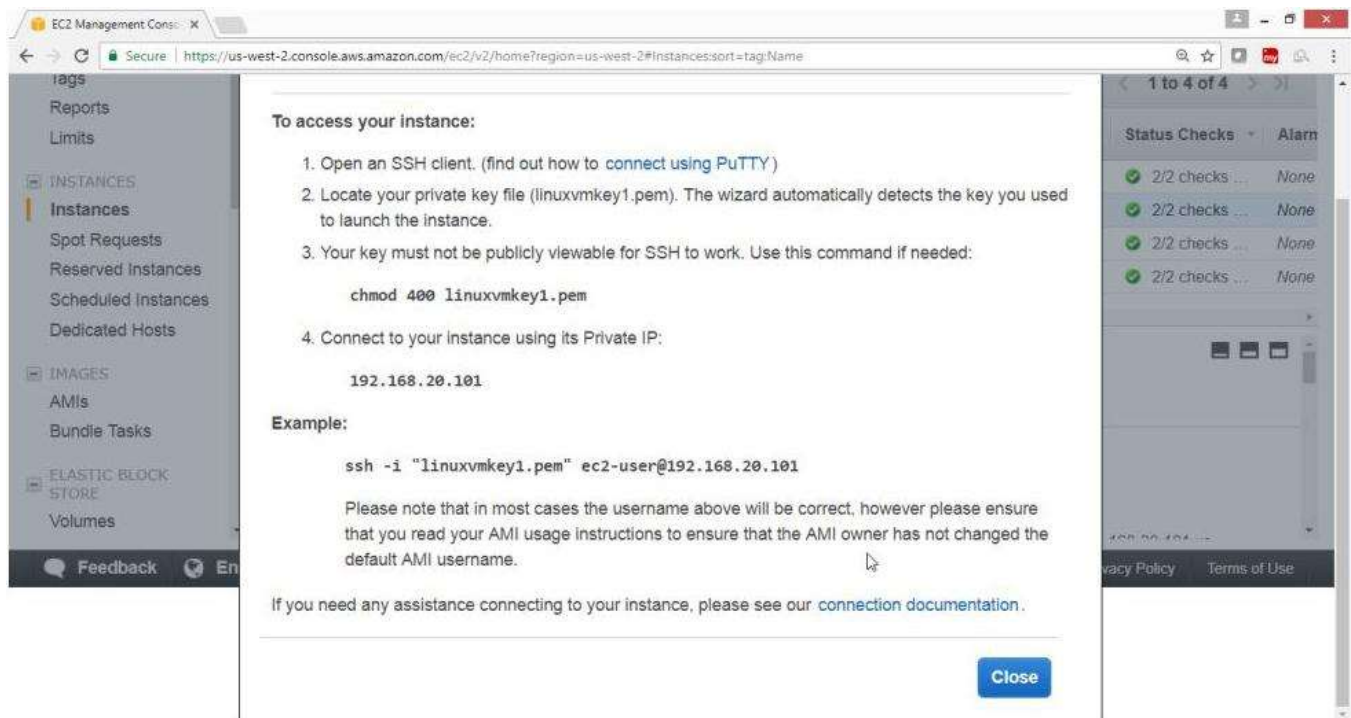 EC2 Management Cons
Secure https://us-west-2.console.aws.amazon.com/ec2/v2/home?region=us-west-2#Instances:sort=tag:Name
Tags
Reports
Limits
INSTANCES
Instances
Spot Requests
Reserved Instances
Scheduled Instances
Dedicated Hosts
IMAGES
AMIs
Bundle Tasks
ELASTIC BLOCK
STORE
Volumes
Feedback En
To access your instance:
1. Open an SSH client. (find out how to connect using PuTTY)
2. Locate your private key file (linuxvmkey1.pem). The wizard automatically detects the key you used
to launch the instance.
3. Your key must not be publicly viewable for SSH to work. Use this command if needed:
chmod 400 linuxvmkey1.pem
4. Connect to your instance using its Private IP:
192.168.20.101
Example:
ssh -i "linuxvmkey1.pem" ec2-user@192.168.20.101
Please note that in most cases the username above will be correct, however please ensure
that you read your AMI usage instructions to ensure that the AMI owner has not changed the
default AMI username.
If you need any assistance connecting to your instance, please see our connection documentation.
Close
1 to 4 of 4
Status Checks Alarm
2/2 checks ... None
2/2 checks ... None
2/2 checks ... None
2/2 checks ... None
vacy Policy Terms of Use